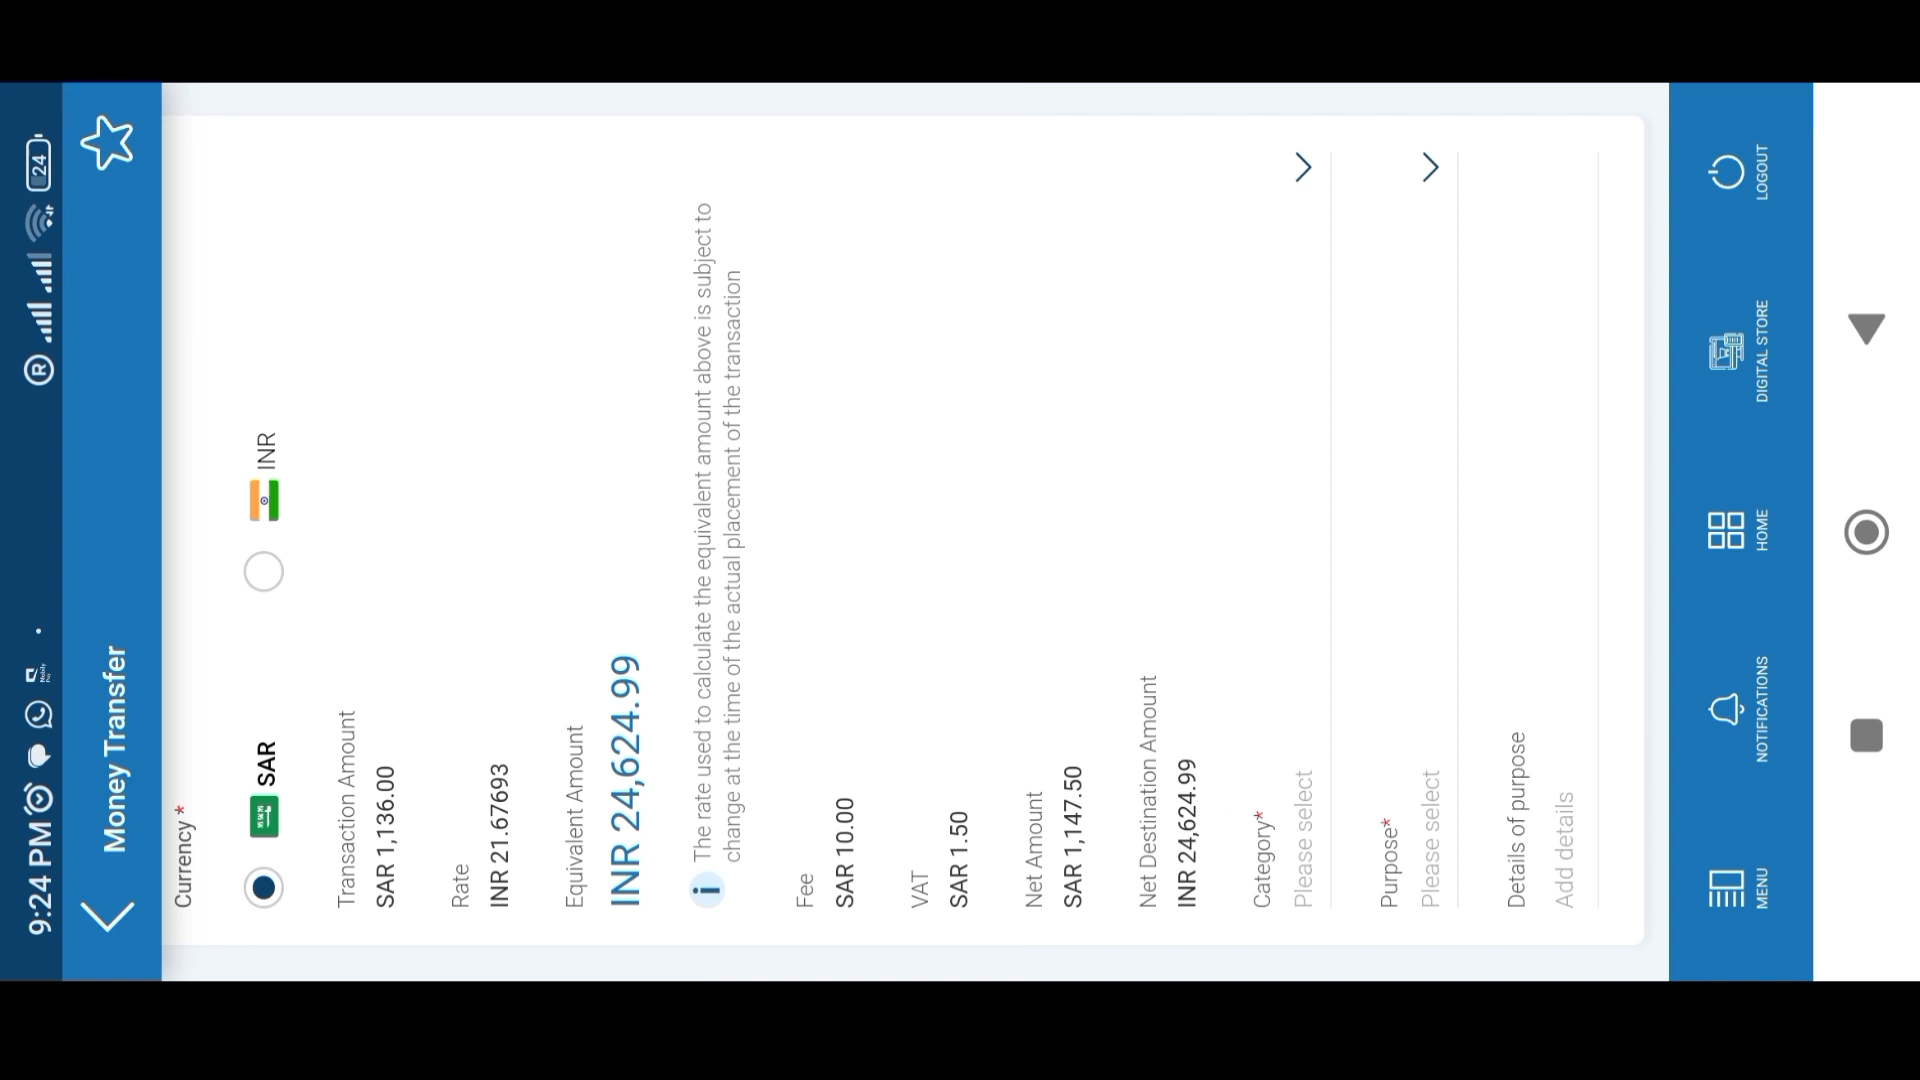 9:24 PM
R
24
Money Transfer
Currency *
SAR
INR
Transaction Amount
SAR 1,136.00
Rate
INR 21.67693
Equivalent Amount
INR 24,624.99
The rate used to calculate the equivalent amount above is subject to
change at the time of the actual placement of the transaction
Fee
SAR 10.00
VAT
SAR 1.50
Net Amount
SAR 1,147.50
Net Destination Amount
INR 24,624.99
Category*
Please select
Purpose*
Please select
Details of purpose
Add details
MENU
NOTIFICATIONS
HOME
DIGITAL STORE
LOGOUT